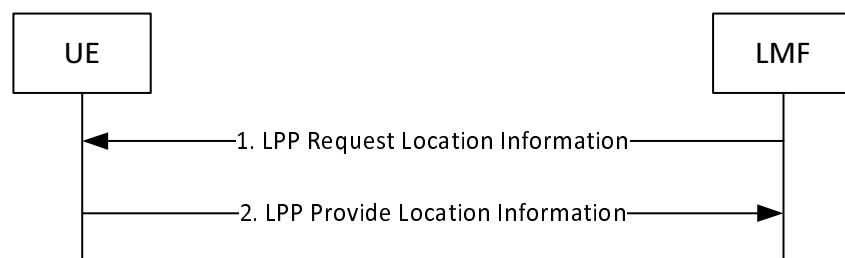 UE
LMF
1. LPP Request Location Information
2. LPP Provide Location Information